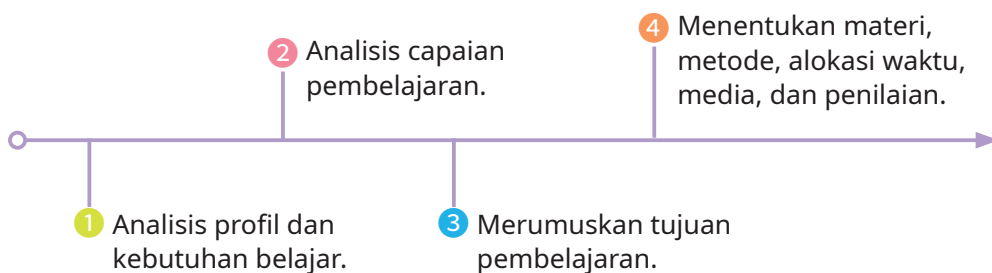 1 Analisis profil dan
kebutuhan belajar.
2 Analisis capaian
pembelajaran.
3 Merumuskan tujuan
pembelajaran.
4 Menentukan materi,
metode, alokasi waktu,
media, dan penilaian.